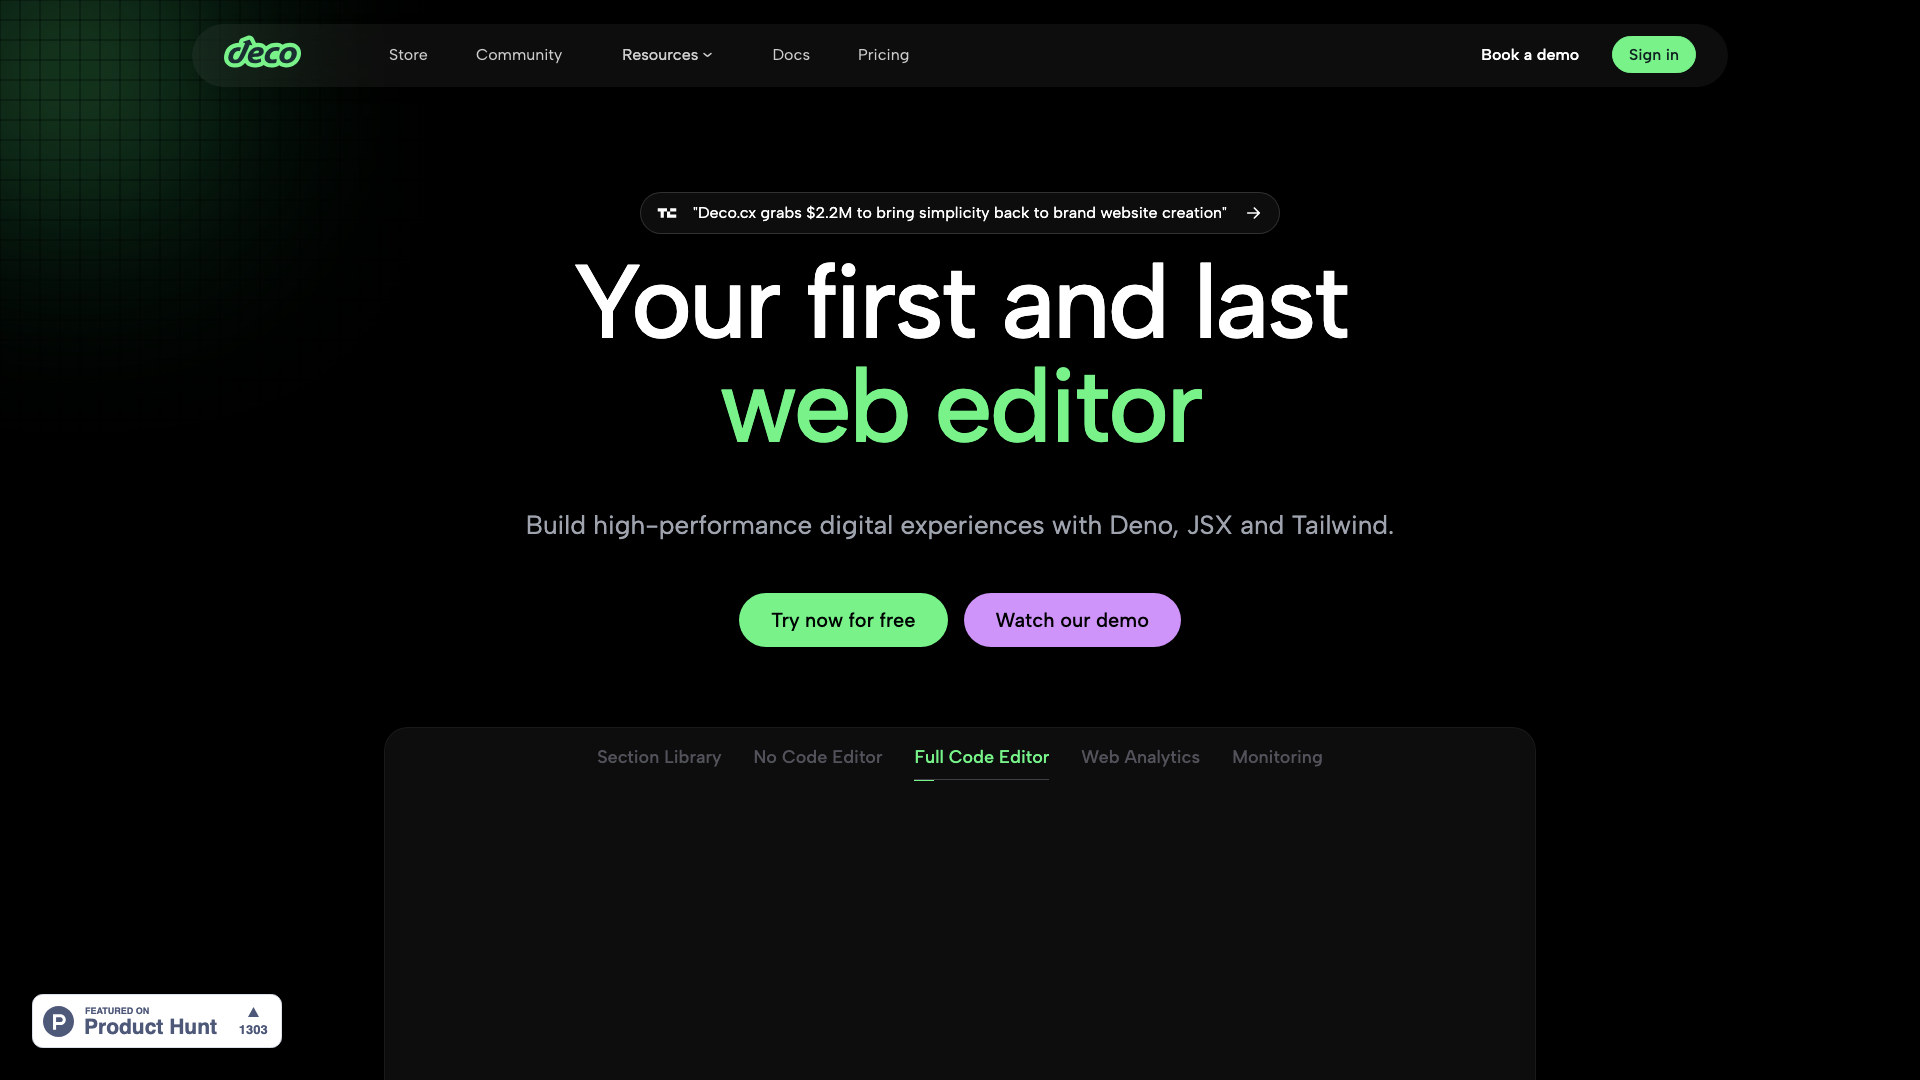 deco
Store
Community
Resources
Docs
Pricing
Book a demo
Sign in
TC "Deco.cx grabs $2.2M to bring simplicity back to brand website creation" →
Your first and last
web editor
Build high-performance digital experiences with Deno, JSX and Tailwind.
Try now for free
Watch our demo
Section Library
No Code Editor
Full Code Editor
Web Analytics
Monitoring
P
FEATURED ON
Product Hunt
▲
1303